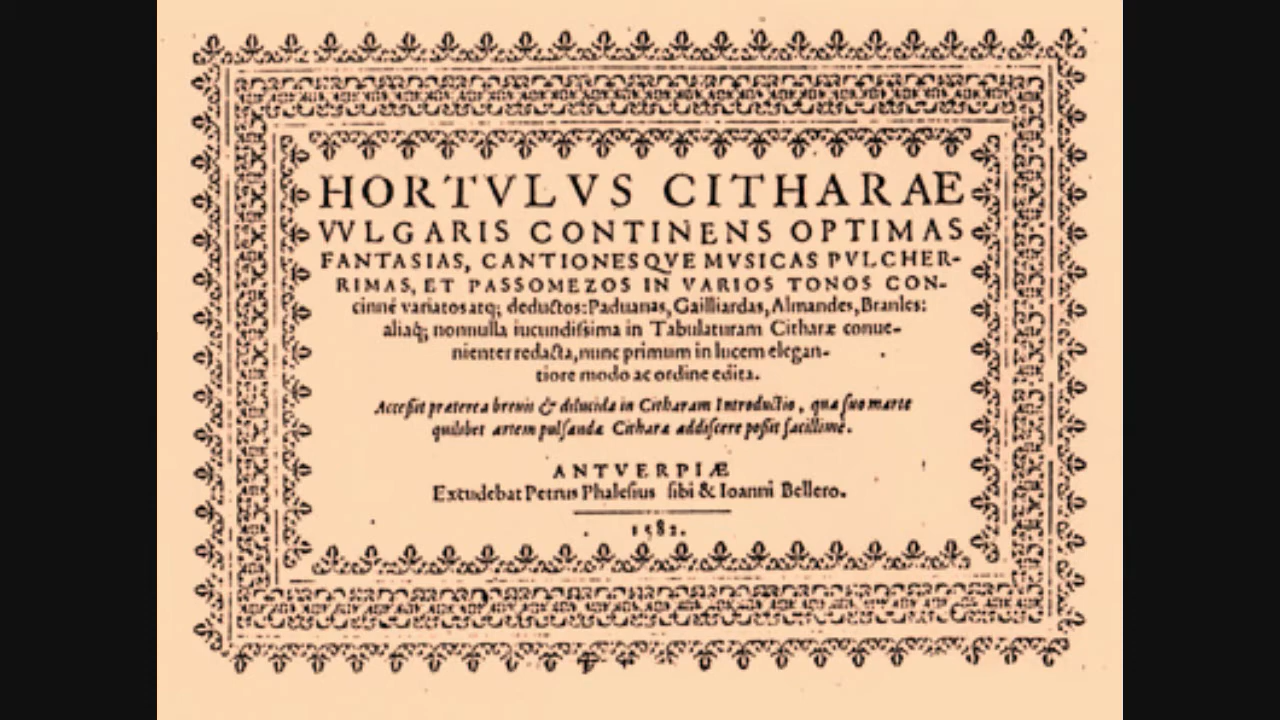 HORTVLVS CITHARAE
VVLGARIS CONTINENS OPTIMAS
FANTASIAS, CANTIONESQVE MVSICAS PVLCHER-
RIMAS, ET PASSOMEZOS IN VARIOS TONOS CON-
cinné variatos atq; deductos: Paduanas, Gailliardas, Almandes, Branles:
aliaq̃; nonnulla iucundissima in Tabulaturam Citharæ conue-
nienter redacta, nunc primum in lucem elegan-
tiore modo ac ordine edita.
Accessit præterea breuis & dilucida in Citharam Introductio, qua suo marte
quilibet artem pulsandæ Citharæ addiscere possit facillimè.
ANTVERPIÆ
Excudebat Petrus Phalesius sibi & Ioanni Bellero.
1582.